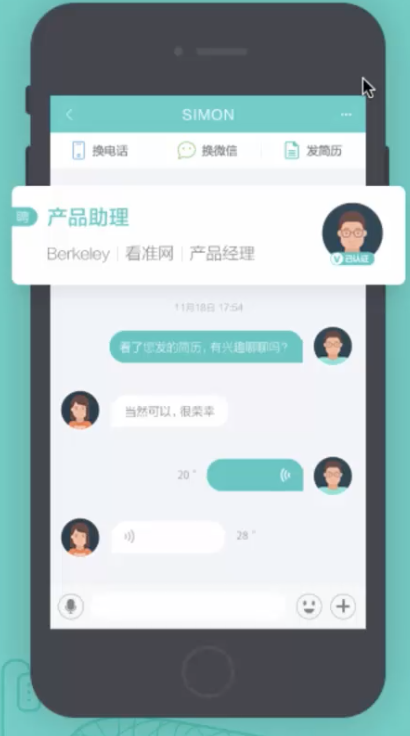 SIMON
换电话 换微信 发简历
聘 产品助理
Berkeley | 看准网 | 产品经理
V 已认证
11月18日 17:54
看了您发的简历，有兴趣聊聊吗？
当然可以，很荣幸
20 "
28 "